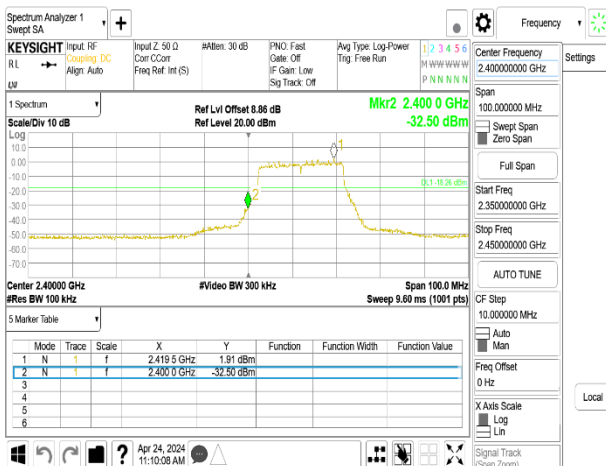 Spectrum Analyzer 1
Swept SA
+
Frequency
KEYSIGHT
RL
Input: RF
Coupling: DC
Align: Auto
Input Z: 50 Ω
Corr CCorr
Freq Ref: Int (S)
#Atten: 30 dB
PNO: Fast
Gate: Off
IF Gain: Low
Sig Track: Off
Avg Type: Log-Power
Trig: Free Run
1 2 3 4 5 6
M W W W W W
P N N N N N
1 Spectrum
Scale/Div 10 dB
Log
Ref Lvl Offset 8.86 dB
Ref Level 20.00 dBm
Mkr2 2.400 0 GHz
-32.50 dBm
10.0
0.00
-10.0
-20.0
-30.0
-40.0
-50.0
-60.0
-70.0
1
2
DL1 -18.26 dBm
Center 2.40000 GHz
#Res BW 100 kHz
#Video BW 300 kHz
Span 100.0 MHz
Sweep 9.60 ms (1001 pts)
5 Marker Table
Mode Trace Scale X Y Function Function Width Function Value
1 N 1 f 2.419 5 GHz 1.91 dBm
2 N 1 f 2.400 0 GHz -32.50 dBm
3
4
5
6
Apr 24, 2024
11:10:08 AM
?
Center Frequency
2.400000000 GHz
Span
100.000000 MHz
Swept Span
Zero Span
Full Span
Start Freq
2.350000000 GHz
Stop Freq
2.450000000 GHz
AUTO TUNE
CF Step
10.000000 MHz
Auto
Man
Freq Offset
0 Hz
X Axis Scale
Log
Lin
Signal Track
(Span Zoom)
Settings
Local